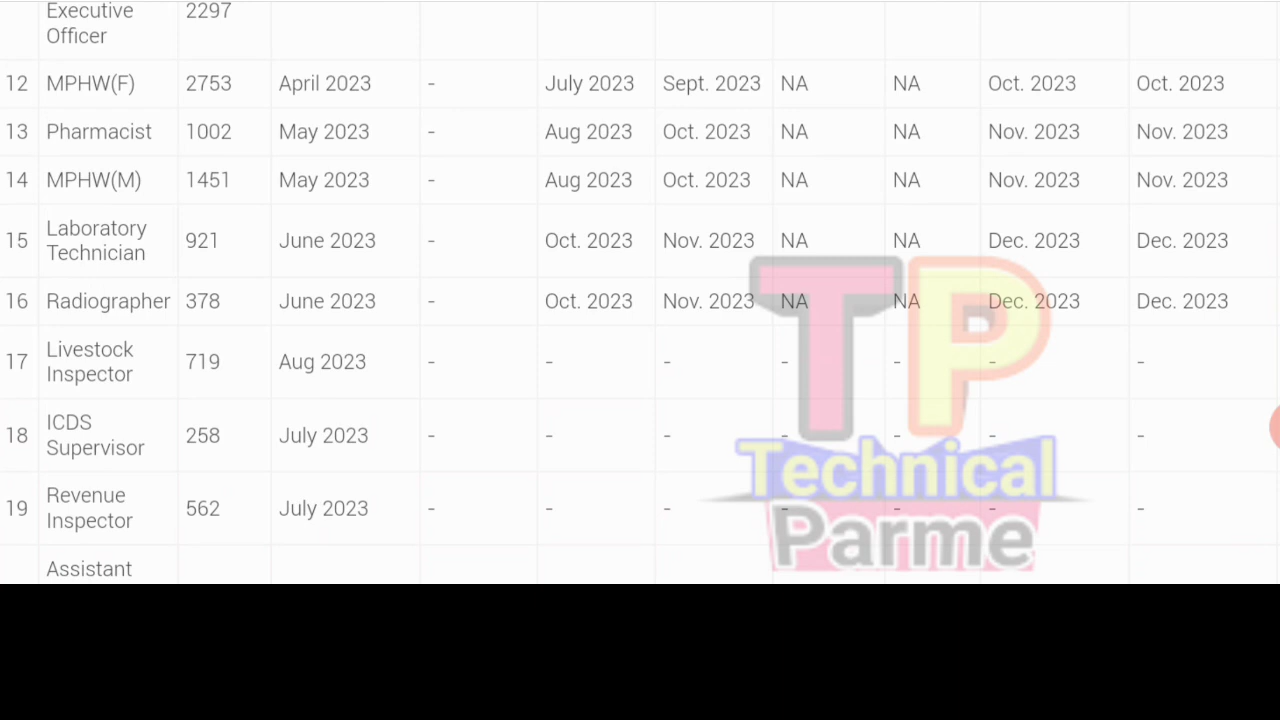 Executive 2297
Officer
12 MPHW(F) 2753 April 2023 - July 2023 Sept. 2023 NA NA Oct. 2023 Oct. 2023
13 Pharmacist 1002 May 2023 - Aug 2023 Oct. 2023 NA NA Nov. 2023 Nov. 2023
14 MPHW(M) 1451 May 2023 - Aug 2023 Oct. 2023 NA NA Nov. 2023 Nov. 2023
Laboratory
15 921 June 2023 - Oct. 2023 Nov. 2023 NA NA Dec. 2023 Dec. 2023
Technician
16 Radiographer 378 June 2023 - Oct. 2023 Nov. 2023 NA NA Dec. 2023 Dec. 2023
Livestock
17 719 Aug 2023 - - - - - - -
Inspector
ICDS
18 258 July 2023 - - - - - - -
Supervisor
Revenue
19 562 July 2023 - - - - - - -
Inspector
Assistant
TP
Technical
Parme